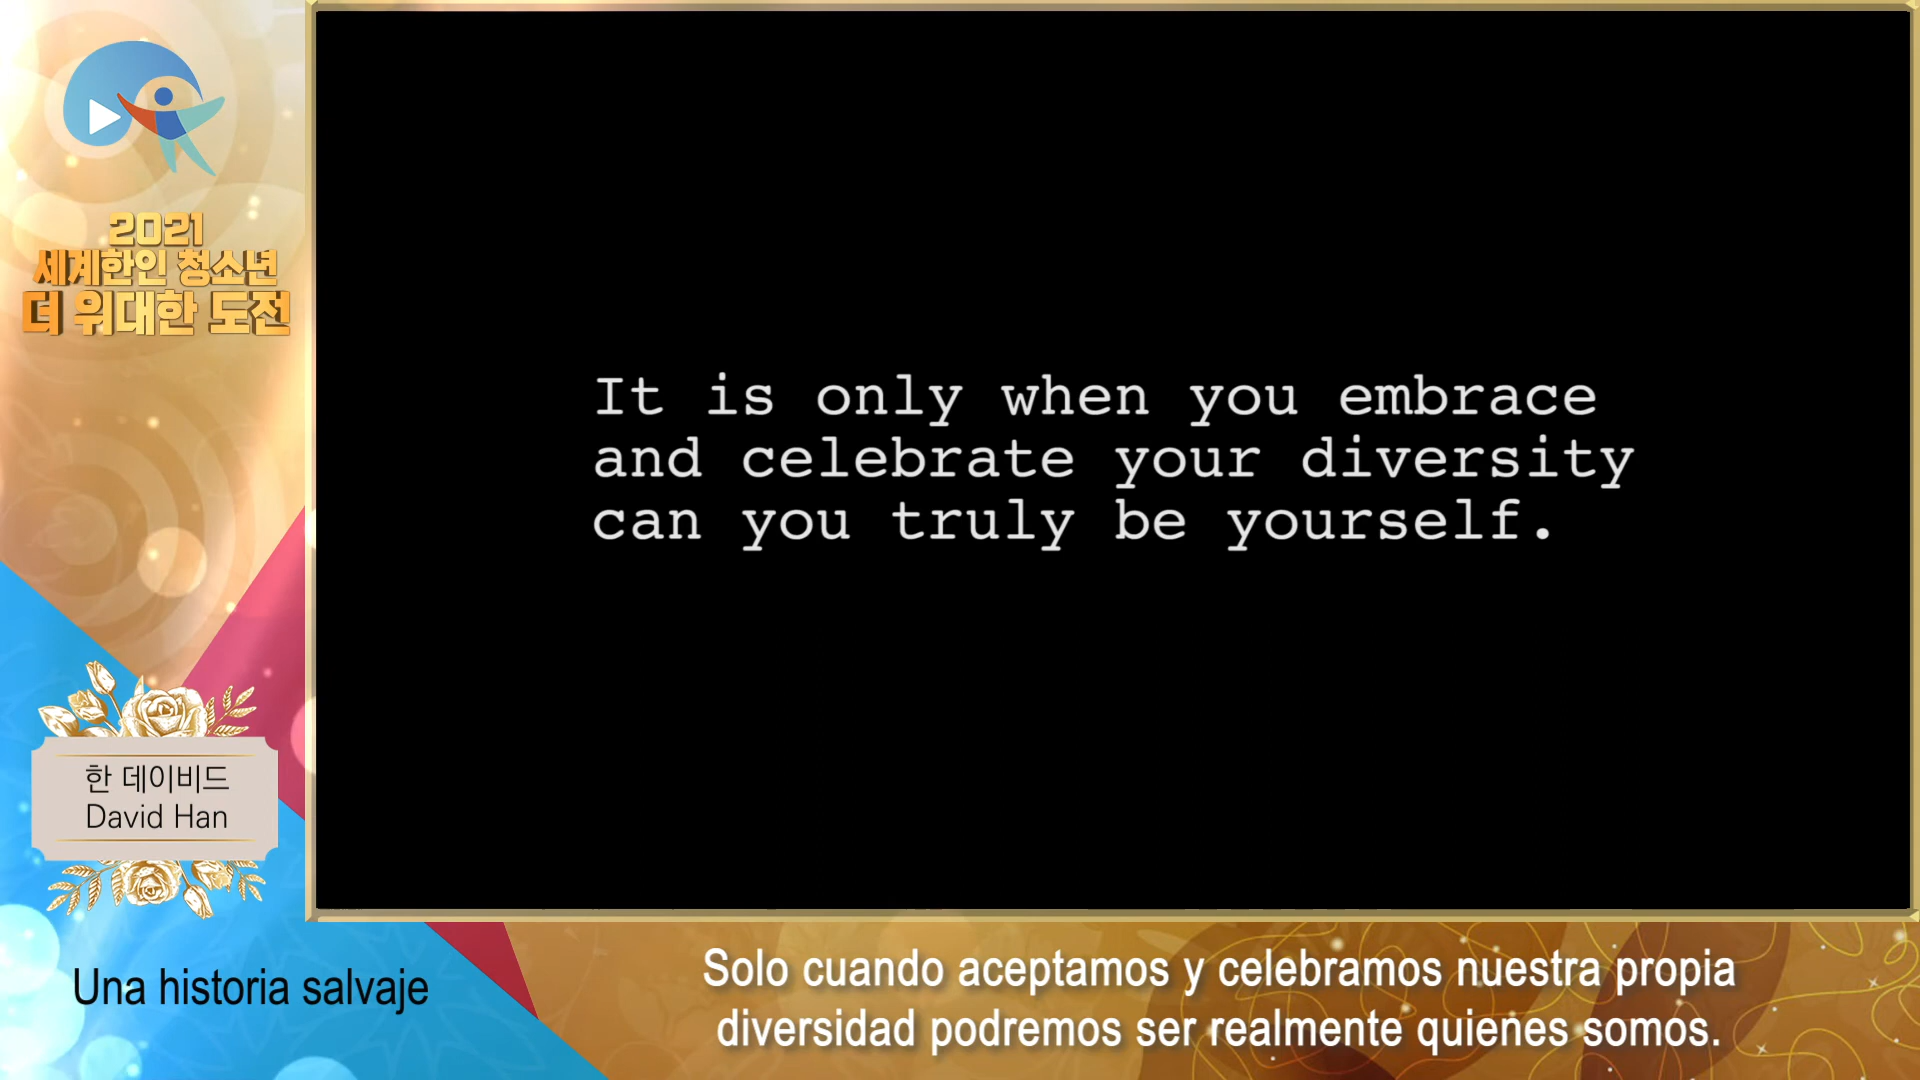 2021
세계한인 청소년
더 위대한 도전
It is only when you embrace
and celebrate your diversity
can you truly be yourself.
한 데이비드
David Han
Una historia salvaje
Solo cuando aceptamos y celebramos nuestra propia
diversidad podremos ser realmente quienes somos.